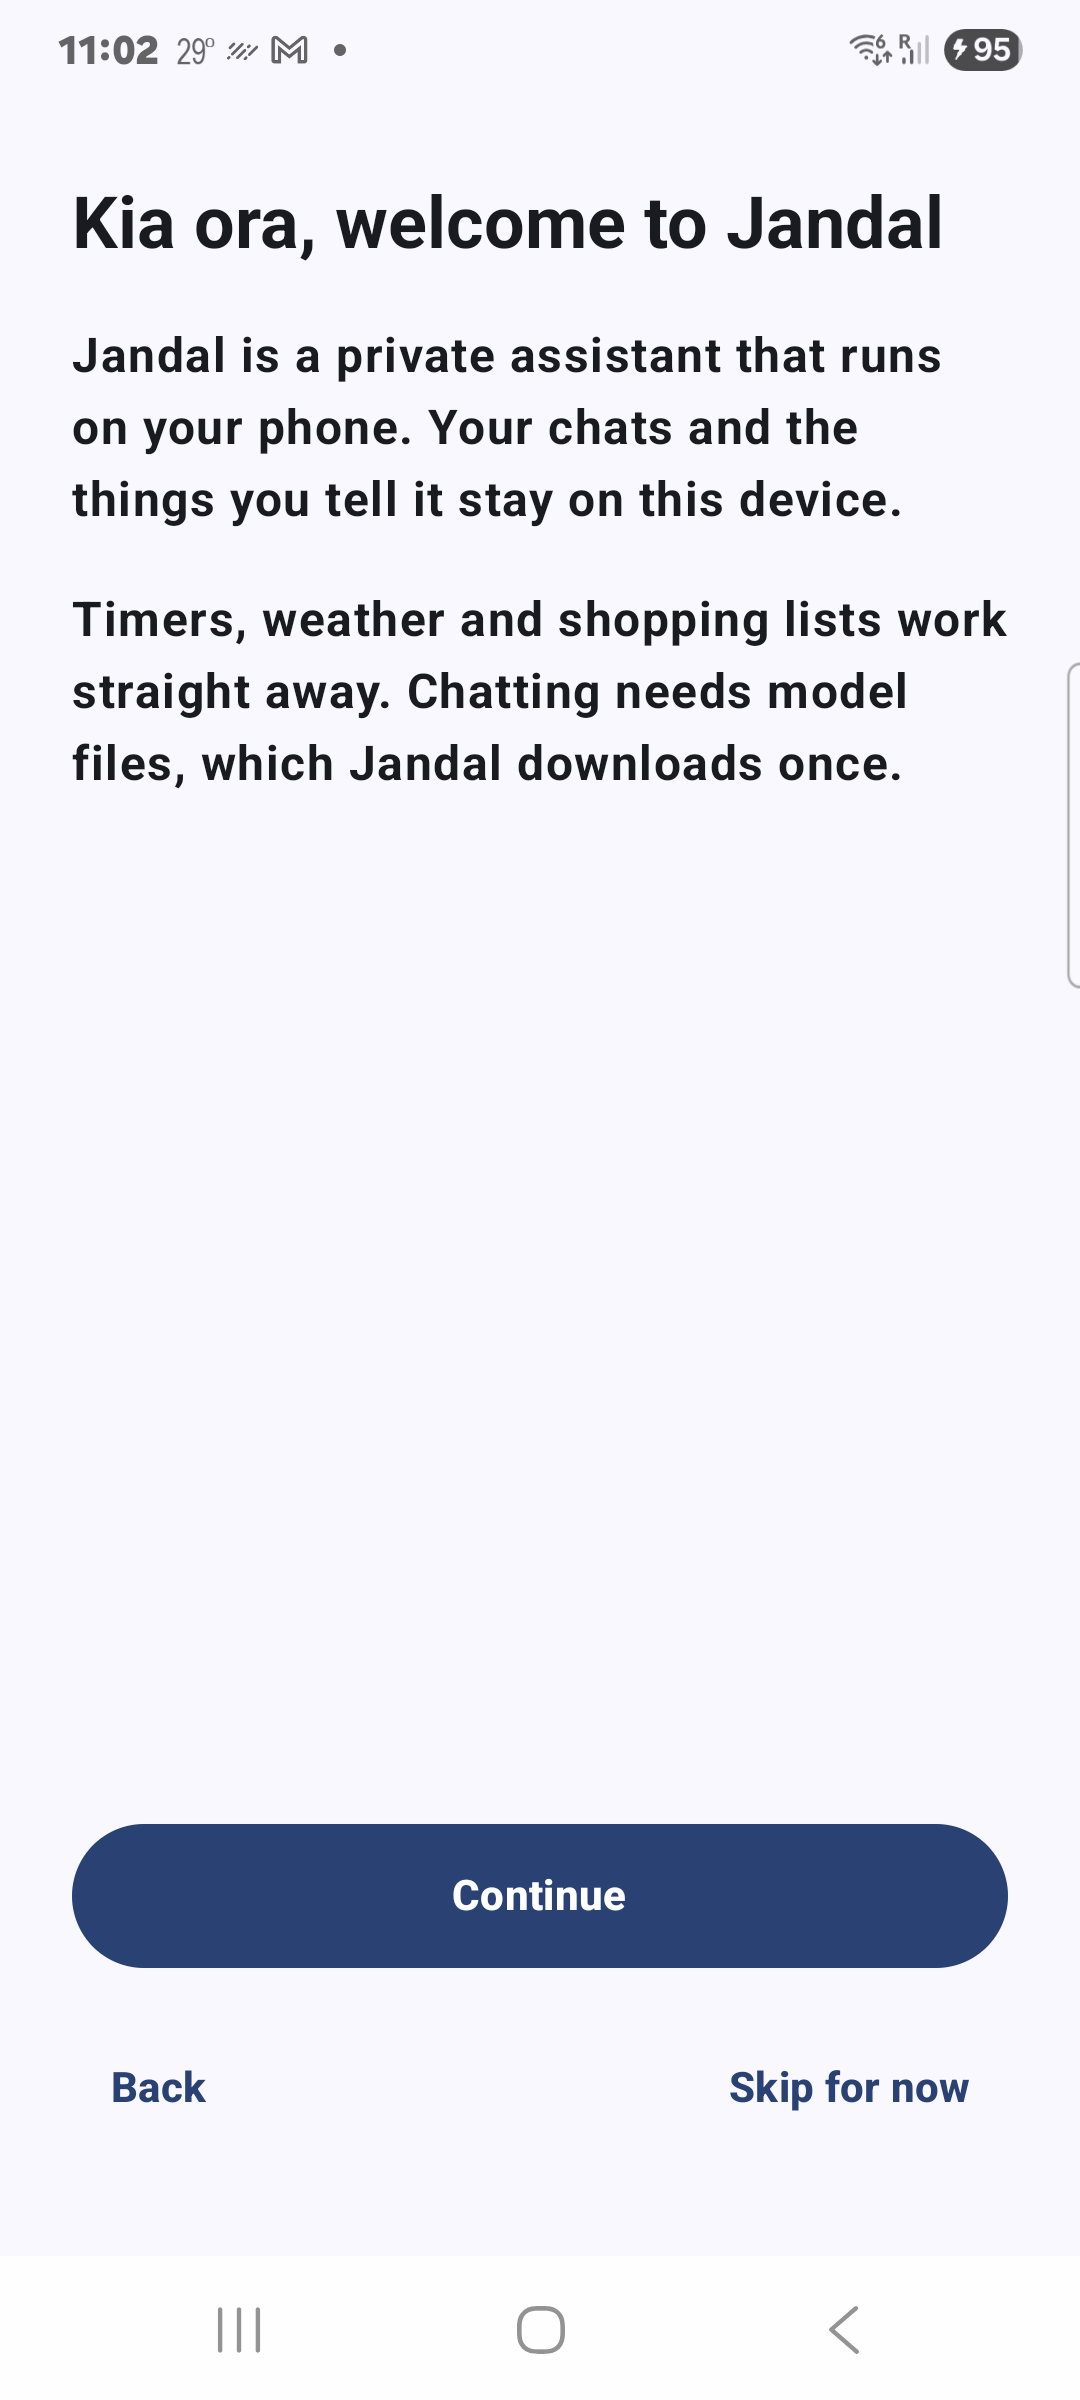 11:02 29° 6 R 95
Kia ora, welcome to Jandal
Jandal is a private assistant that runs
on your phone. Your chats and the
things you tell it stay on this device.
Timers, weather and shopping lists work
straight away. Chatting needs model
files, which Jandal downloads once.
Continue
Back Skip for now